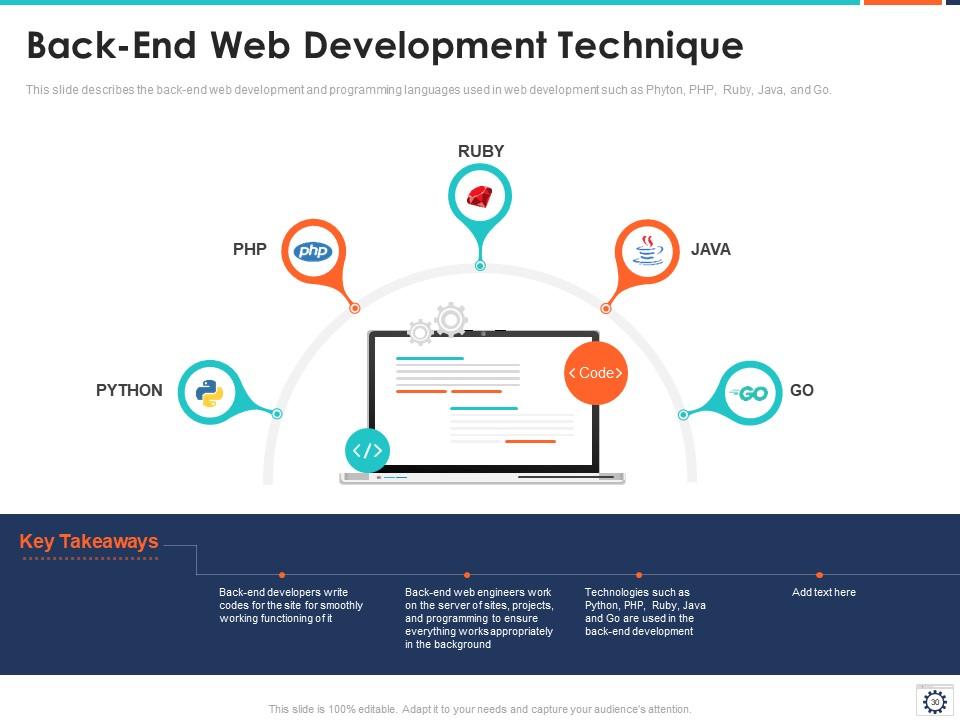 Back-End Web Development Technique
This slide describes the back-end web development and programming languages used in web development such as Phyton, PHP, Ruby, Java, and Go.
RUBY
PHP
php
JAVA
PYTHON
GO
GO
< Code>
</>
Key Takeaways
Back-end developers write
codes for the site for smoothly
working functioning of it
Back-end web engineers work
on the server of sites, projects,
and programming to ensure
everything works appropriately
in the background
Technologies such as
Python, PHP, Ruby, Java
and Go are used in the
back-end development
Add text here
This slide is 100% editable. Adapt it to your needs and capture your audience's attention.
30